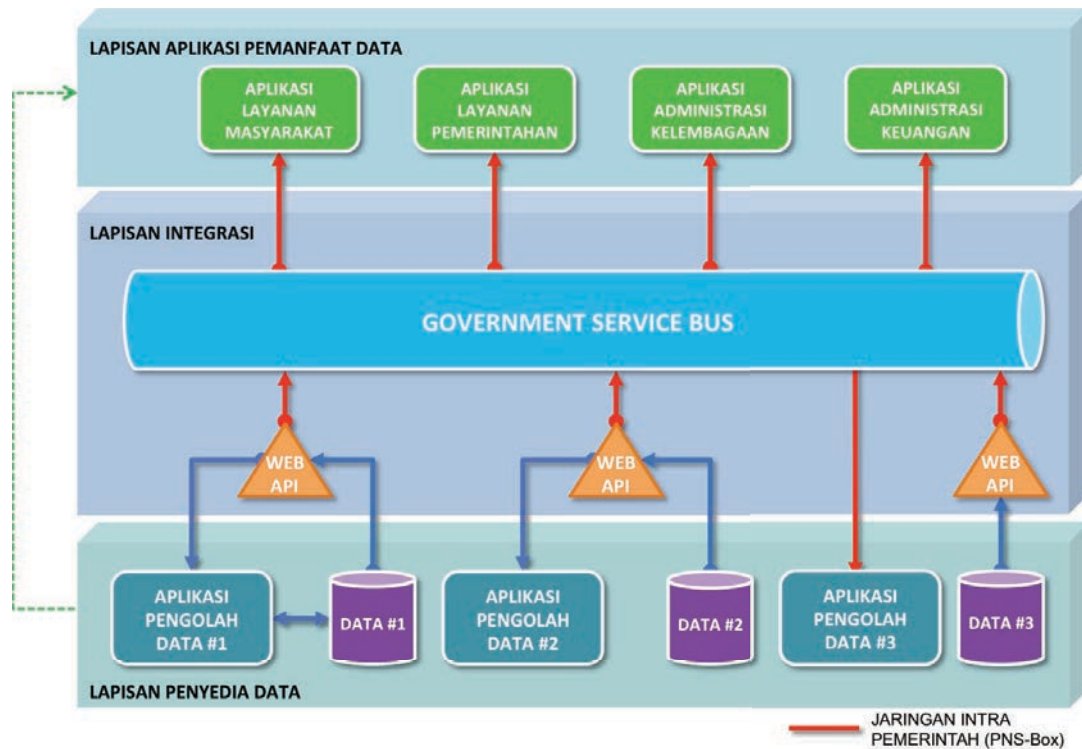 LAPISAN APLIKASI PEMANFAAT DATA
APLIKASI
LAYANAN
MASYARAKAT
APLIKASI
LAYANAN
PEMERINTAHAN
APLIKASI
ADMINISTRASI
KELEMBAGAAN
APLIKASI
ADMINISTRASI
KEUANGAN
LAPISAN INTEGRASI
GOVERNMENT SERVICE BUS
WEB
API
WEB
API
WEB
API
APLIKASI
PENGOLAH
DATA #1
DATA #1
APLIKASI
PENGOLAH
DATA #2
DATA #2
APLIKASI
PENGOLAH
DATA #3
DATA #3
LAPISAN PENYEDIA DATA
JARINGAN INTRA
PEMERINTAH (PNS-Box)